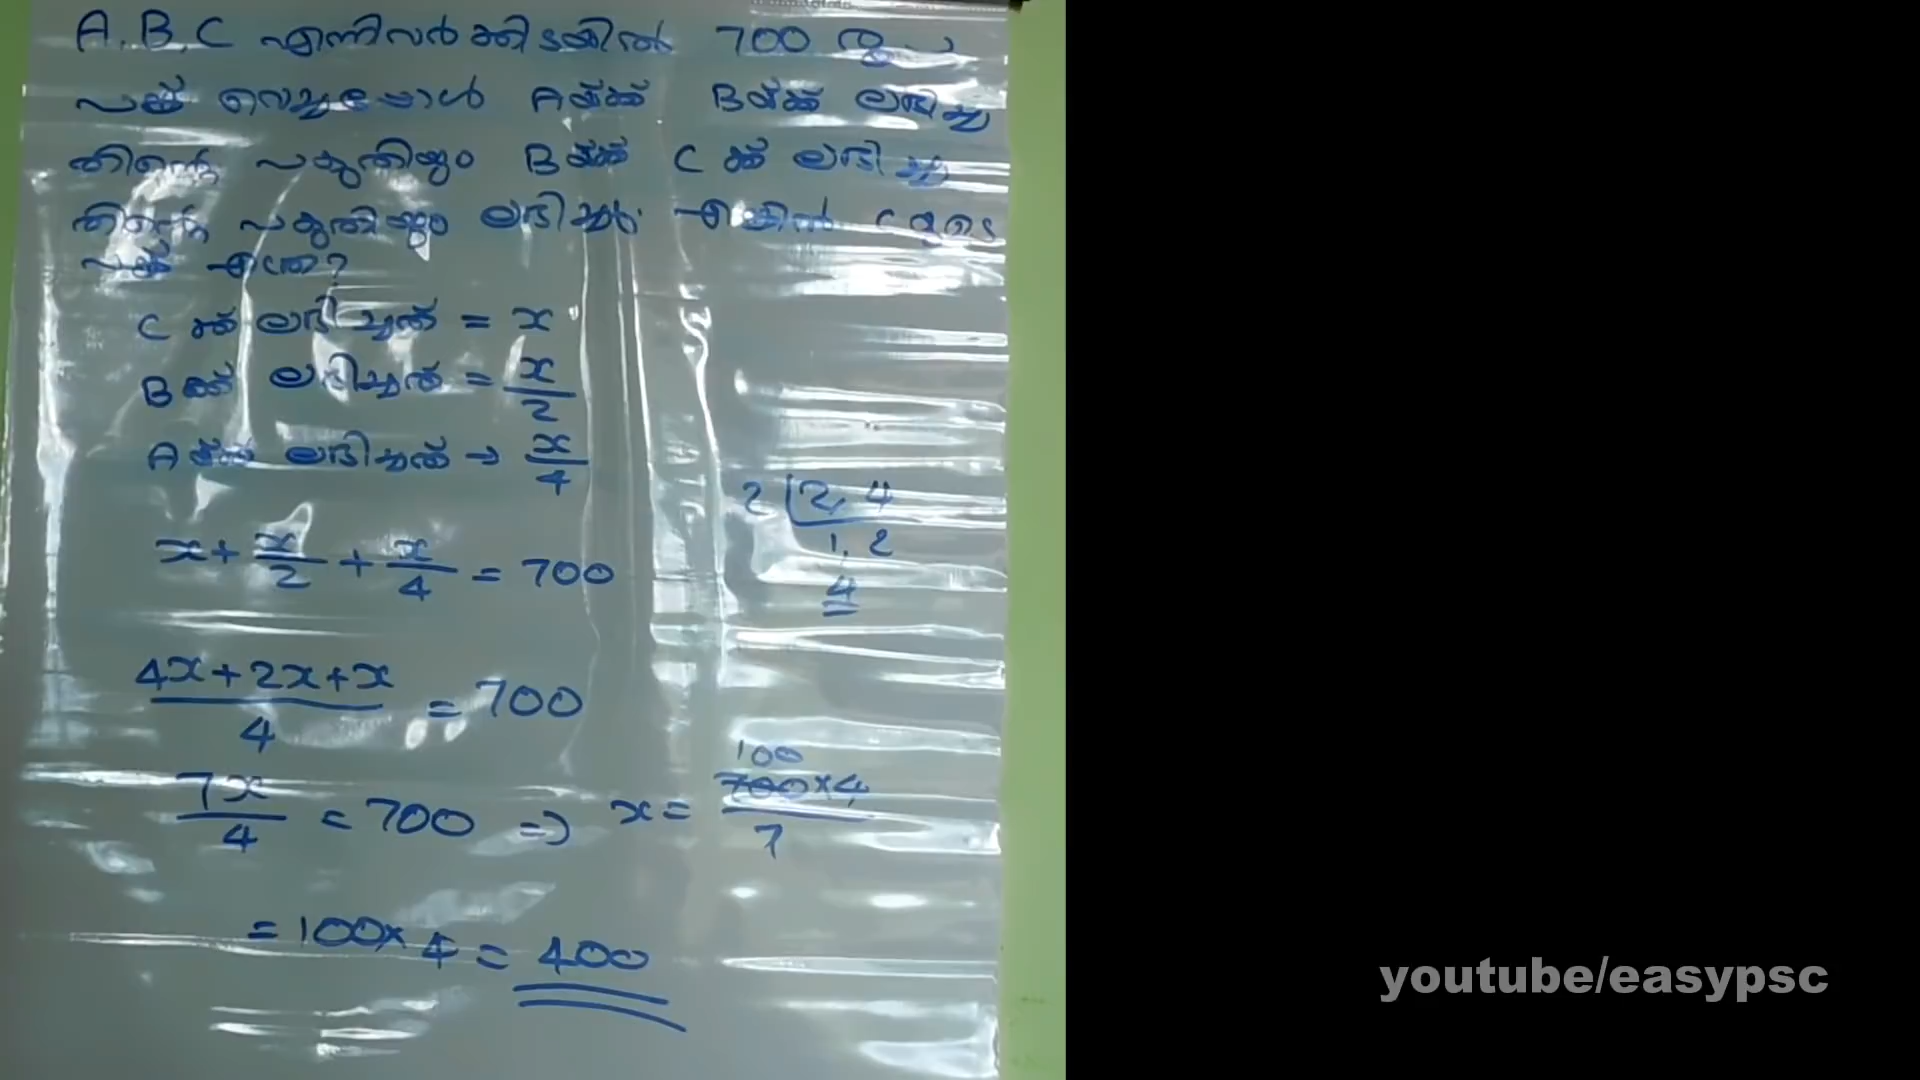 A, B, C എന്നിവർക്കിടയിൽ 700 രൂപ
പങ്ക് വെച്ചപ്പോൾ A യ്ക്ക് B യ്ക്ക് ലഭിച്ച
തിന്റെ പകുതിയും B യ്ക്ക് C ക്ക് ലഭിച്ച
തിന്റെ പകുതിയും ലഭിച്ചു. എങ്കിൽ C യുടെ
പങ്ക് എത്ര?
C ക്ക് ലഭിച്ചത് = x
B ക്ക് ലഭിച്ചത് = x/2
A യ്ക്ക് ലഭിച്ചത് → x/4
2 | 2, 4
1, 2
4
x + x/2 + x/4 = 700
4x + 2x + x / 4 = 700
7x/4 = 700 ⇒ x = 700 × 4 / 7
100
= 100 × 4 = 400
youtube/easypsc